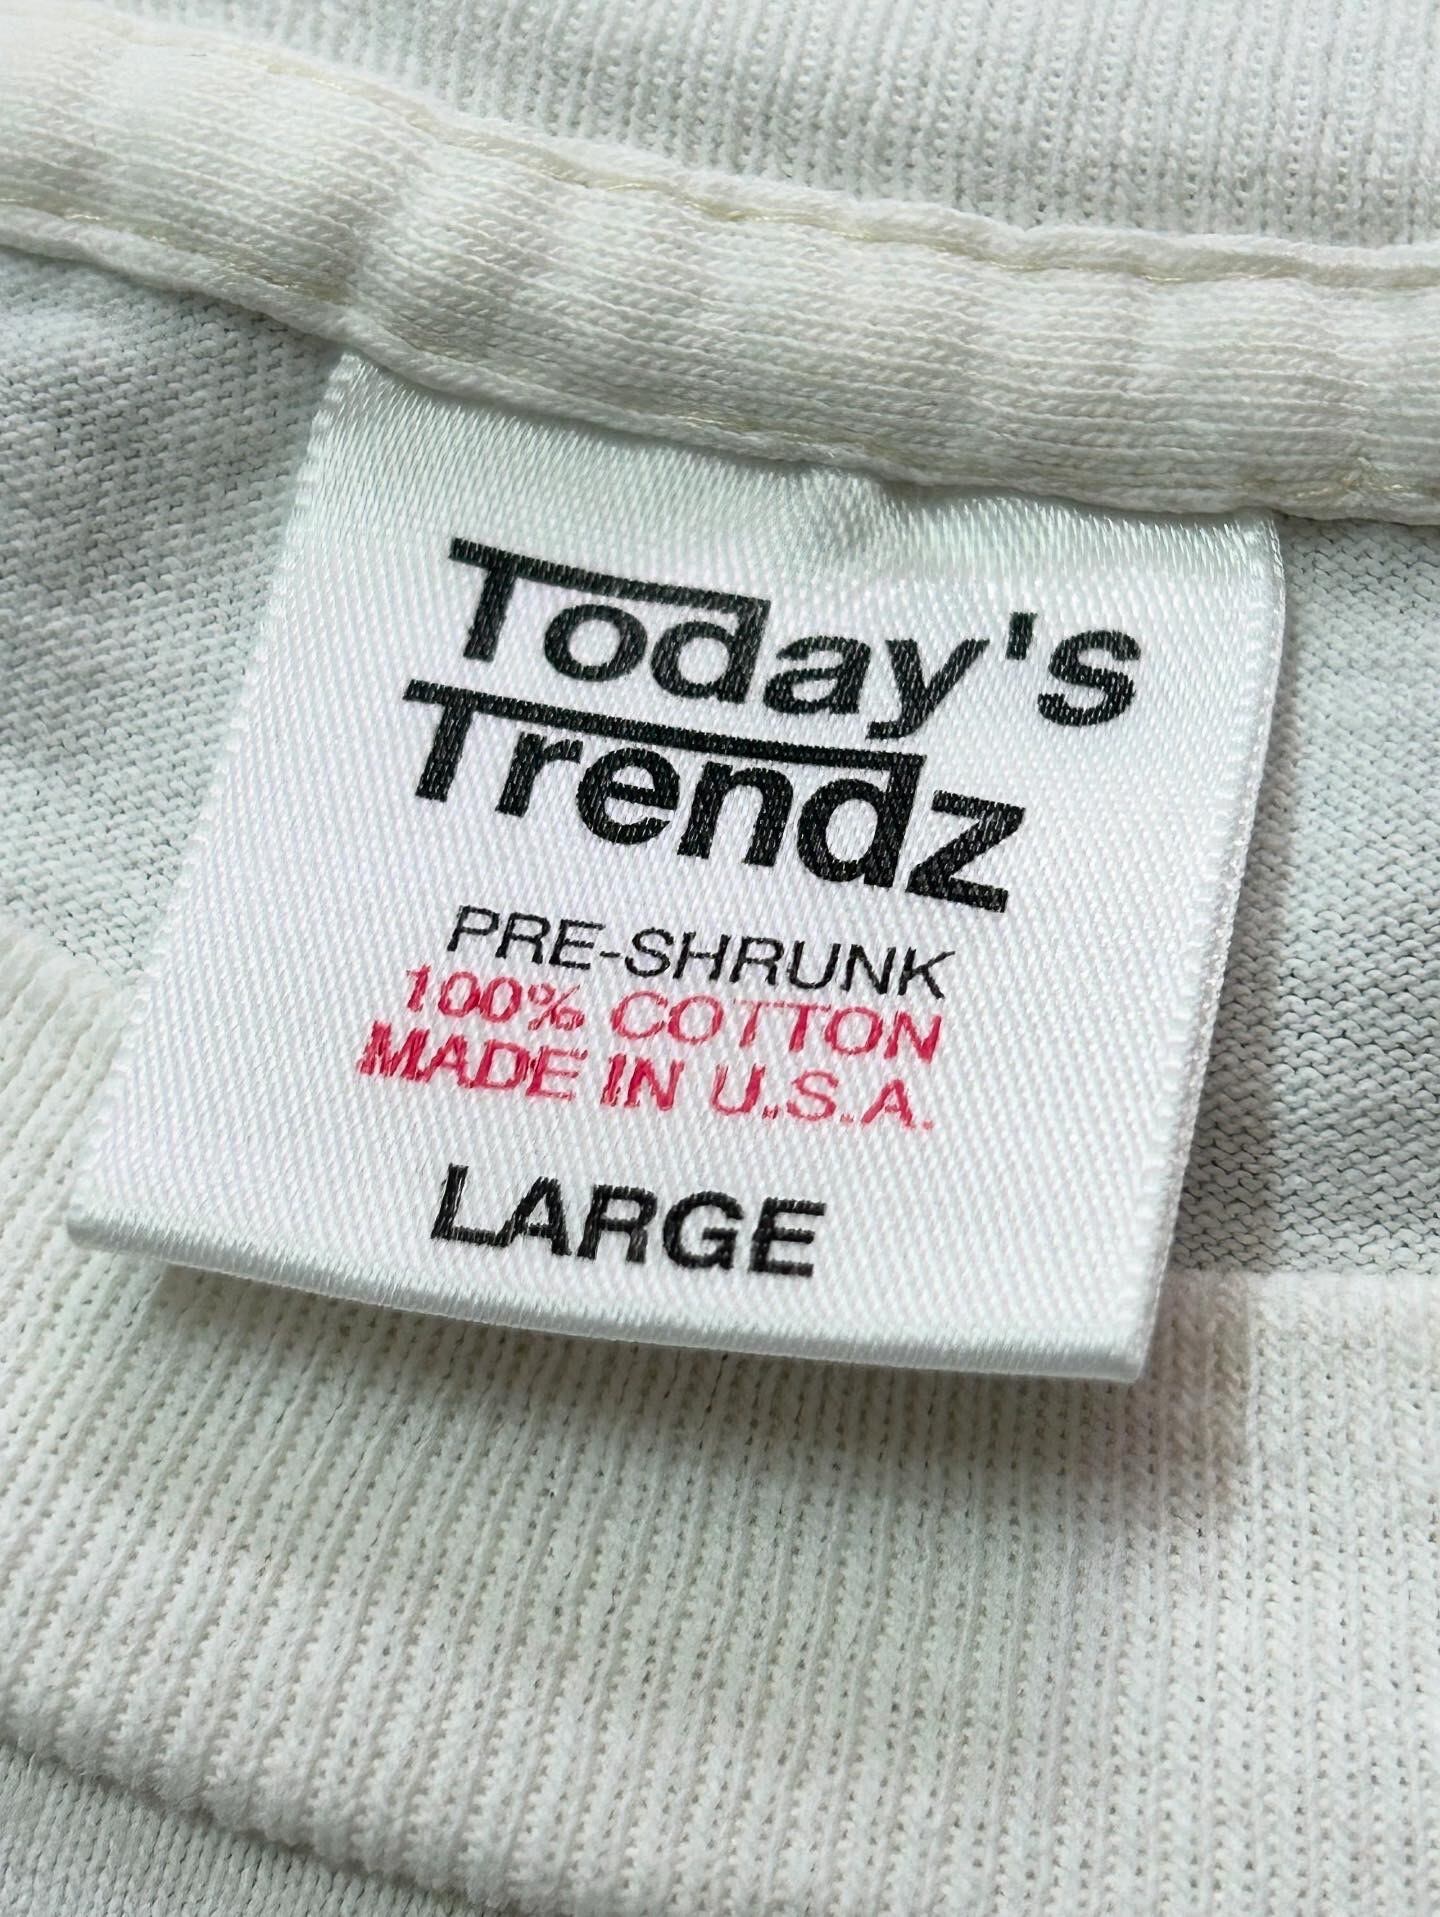 Today's
Trendz
PRE-SHRUNK
100% COTTON
MADE IN U.S.A.
LARGE